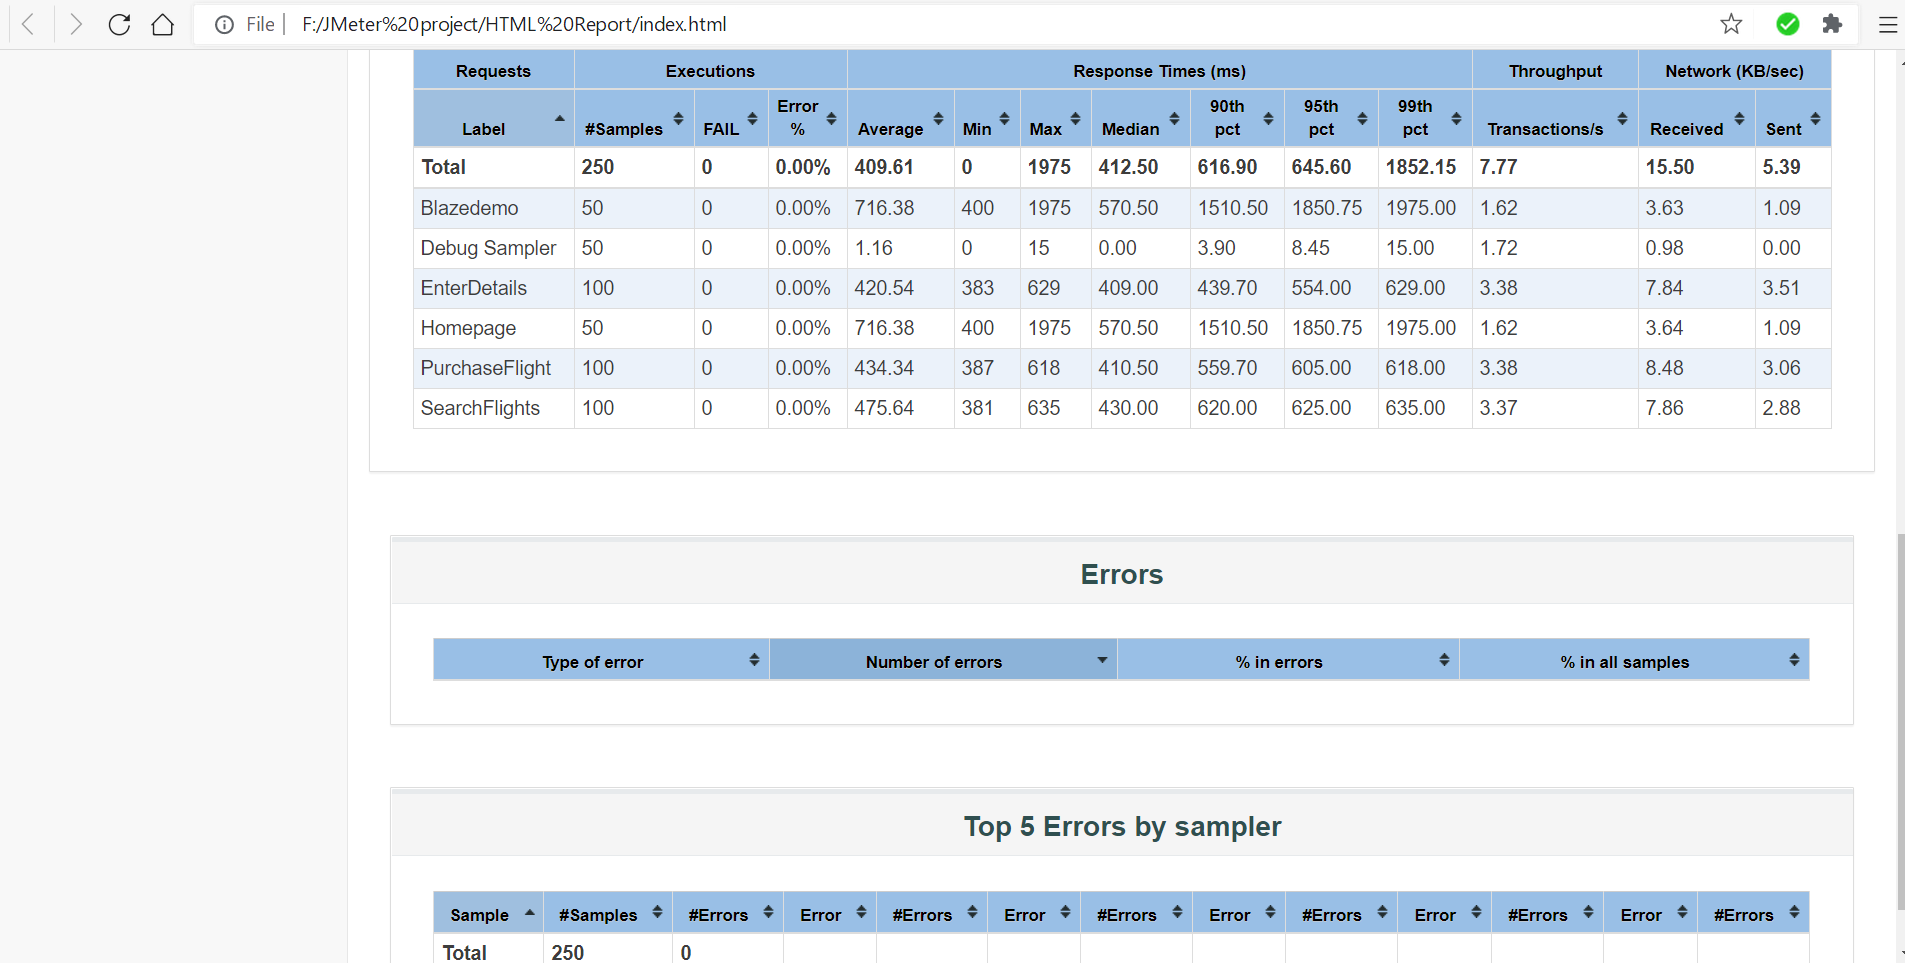 File F:/JMeter%20project/HTML%20Report/index.html
Requests Executions Response Times (ms) Throughput Network (KB/sec)
Label #Samples FAIL Error % Average Min Max Median 90th pct 95th pct 99th pct Transactions/s Received Sent
Total 250 0 0.00% 409.61 0 1975 412.50 616.90 645.60 1852.15 7.77 15.50 5.39
Blazedemo 50 0 0.00% 716.38 400 1975 570.50 1510.50 1850.75 1975.00 1.62 3.63 1.09
Debug Sampler 50 0 0.00% 1.16 0 15 0.00 3.90 8.45 15.00 1.72 0.98 0.00
EnterDetails 100 0 0.00% 420.54 383 629 409.00 439.70 554.00 629.00 3.38 7.84 3.51
Homepage 50 0 0.00% 716.38 400 1975 570.50 1510.50 1850.75 1975.00 1.62 3.64 1.09
PurchaseFlight 100 0 0.00% 434.34 387 618 410.50 559.70 605.00 618.00 3.38 8.48 3.06
SearchFlights 100 0 0.00% 475.64 381 635 430.00 620.00 625.00 635.00 3.37 7.86 2.88
Errors
Type of error Number of errors % in errors % in all samples
Top 5 Errors by sampler
Sample #Samples #Errors Error #Errors Error #Errors Error #Errors Error #Errors Error #Errors
Total 250 0